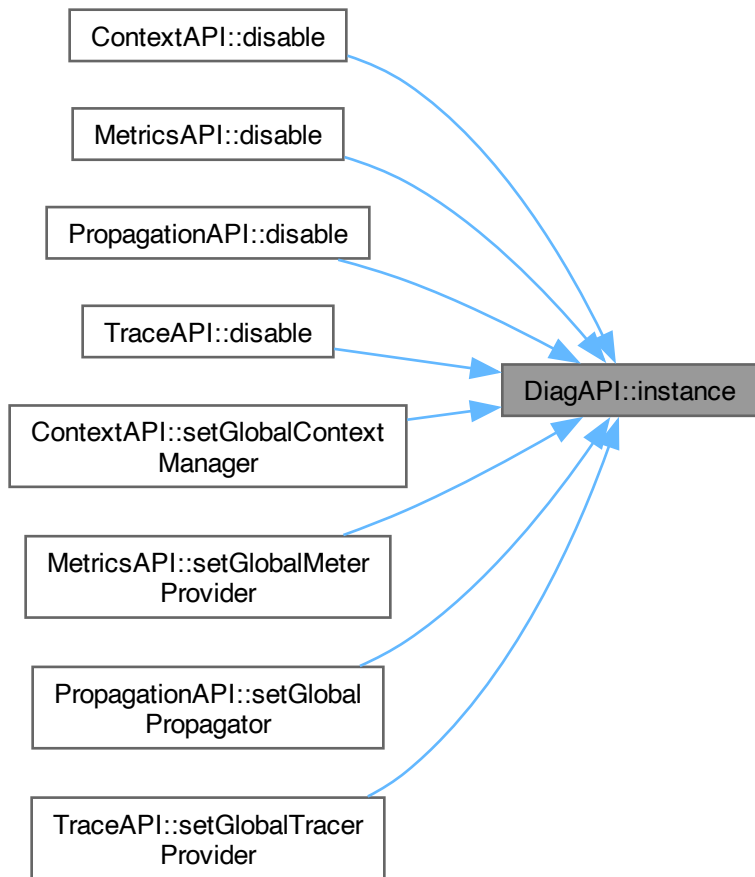 ContextAPI::disable
MetricsAPI::disable
PropagationAPI::disable
TraceAPI::disable
DiagAPI::instance
ContextAPI::setGlobalContext
Manager
MetricsAPI::setGlobalMeter
Provider
PropagationAPI::setGlobal
Propagator
TraceAPI::setGlobalTracer
Provider